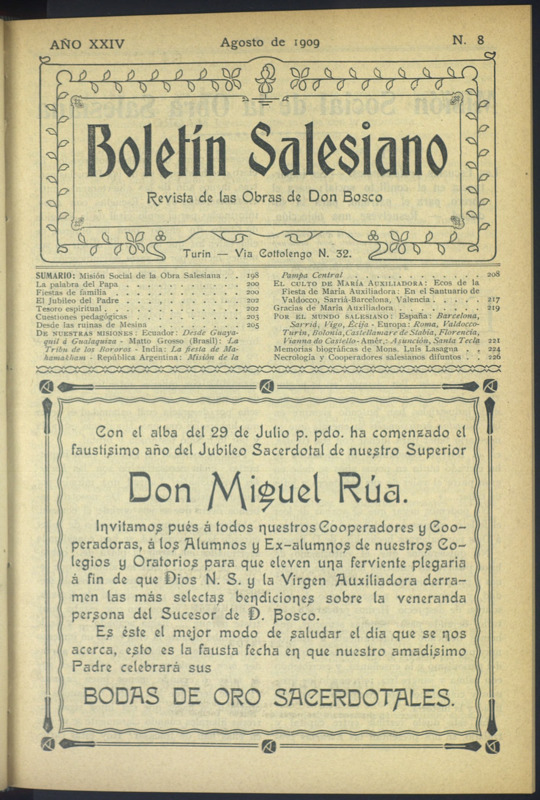 AÑO XXIV Agosto de 1909 N. 8
Boletín Salesiano
Revista de las Obras de Don Bosco
Turín — Via Cottolengo N. 32.
SUMARIO: Misión Social de la Obra Salesiana . . 198
La palabra del Papa . . . . . . . . . . 200
Fiestas de familia . . . . . . . . . . 200
El Jubileo del Padre . . . . . . . . . . 202
Tesoro espiritual . . . . . . . . . . 202
Cuestiones pedagógicas . . . . . . . . . . 203
Desde las ruinas de Mesina . . . . . . . . 205
DE NUESTRAS MISIONES: Ecuador: Desde Guaya-
quil á Gualaquiza - Matto Grosso (Brasil): La
Tribu de los Bororos - India: La fiesta de Ma-
hamakham - República Argentina: Misión de la
Pampa Central . . . . . . . . . . 208
EL CULTO DE MARÍA AUXILIADORA: Ecos de la
Fiesta de María Auxiliadora: En el Santuario de
Valdocco, Sarriá-Barcelona, Valencia . . . . . 217
Gracias de María Auxiliadora . . . . . . . . 219
POR EL MUNDO SALESIANO: España: Barcelona,
Sarriá, Vigo, Écija - Europa: Roma, Valdocco-
Turín, Bolonia, Castellamare de Stabia, Florencia,
Vianna do Castello - Amér.: Asunción, Santa Tecla 221
Memorias biográficas de Mons. Luis Lasagna . . 224
Necrología y Cooperadores salesianos difuntos . . 226
Con el alba del 29 de Julio p. pdo. ha comenzado el
faustísimo año del Jubileo Sacerdotal de nuestro Superior
Don Miguel Rúa.
Invitamos pués á todos nuestros Cooperadores y Coo-
peradoras, á los Alumnos y Ex-alumnos de nuestros Co-
legios y Oratorios para que eleven una ferviente plegaria
á fin de que Dios N. S. y la Virgen Auxiliadora derra-
men las más selectas bendiciones sobre la veneranda
persona del Sucesor de D. Bosco.
Es éste el mejor modo de saludar el día que se nos
acerca, esto es la fausta fecha en que nuestro amadísimo
Padre celebrará sus
BODAS DE ORO SACERDOTALES.